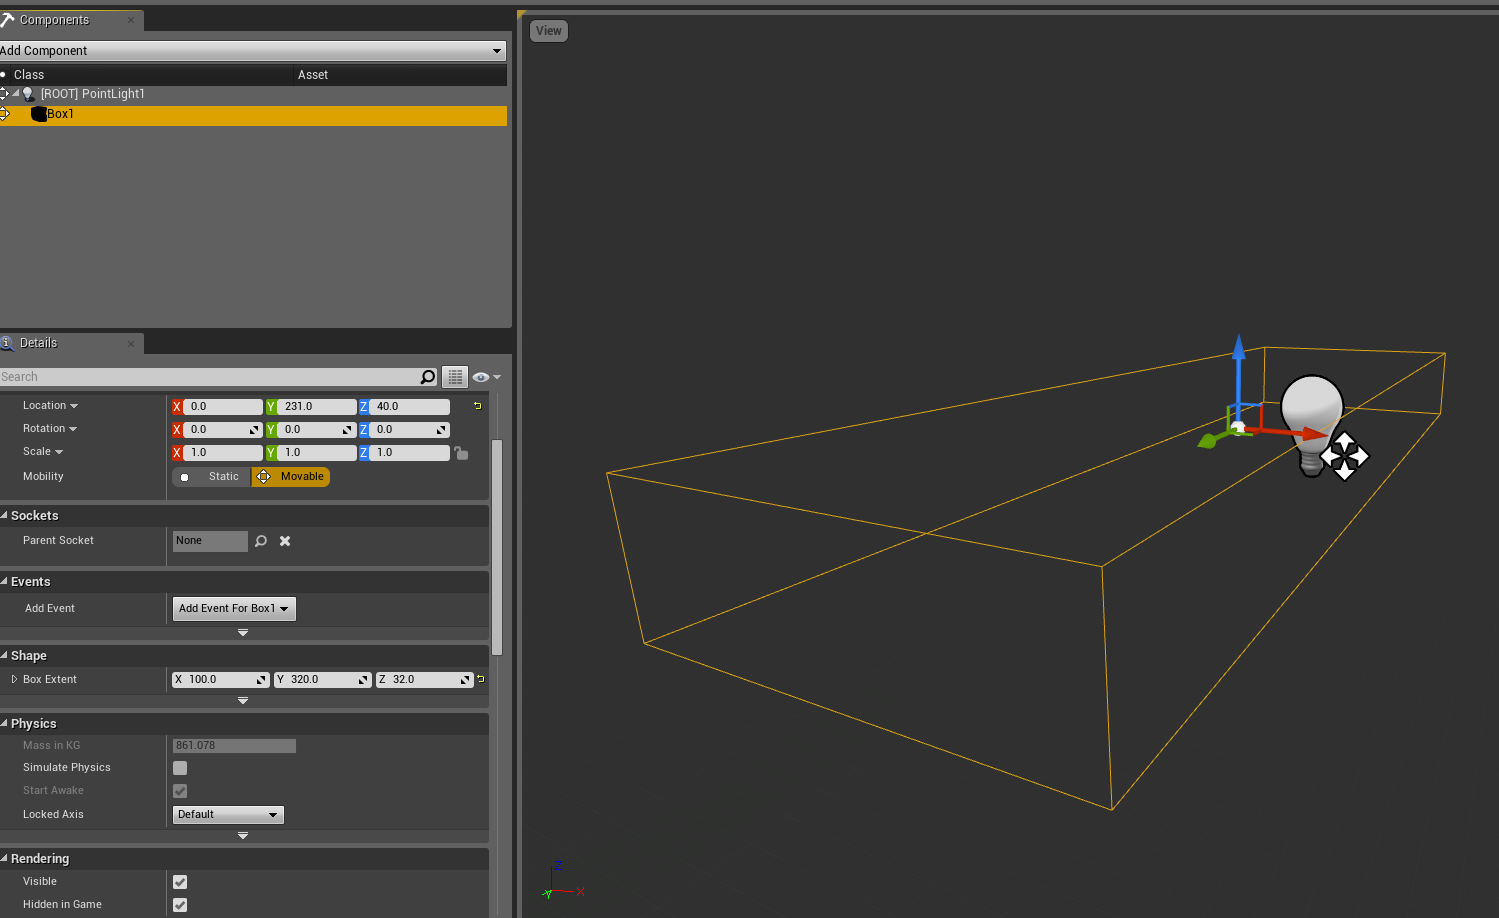 Components
Add Component
Class Asset
[ROOT] PointLight1
Box1
Details
Search
Location X 0.0 Y 231.0 Z 40.0
Rotation X 0.0 Y 0.0 Z 0.0
Scale X 1.0 Y 1.0 Z 1.0
Mobility Static Movable
Sockets
Parent Socket None
Events
Add Event Add Event For Box1
Shape
Box Extent X 100.0 Y 320.0 Z 32.0
Physics
Mass in KG 861.078
Simulate Physics
Start Awake
Locked Axis Default
Rendering
Visible
Hidden in Game
View
Z
X
Y